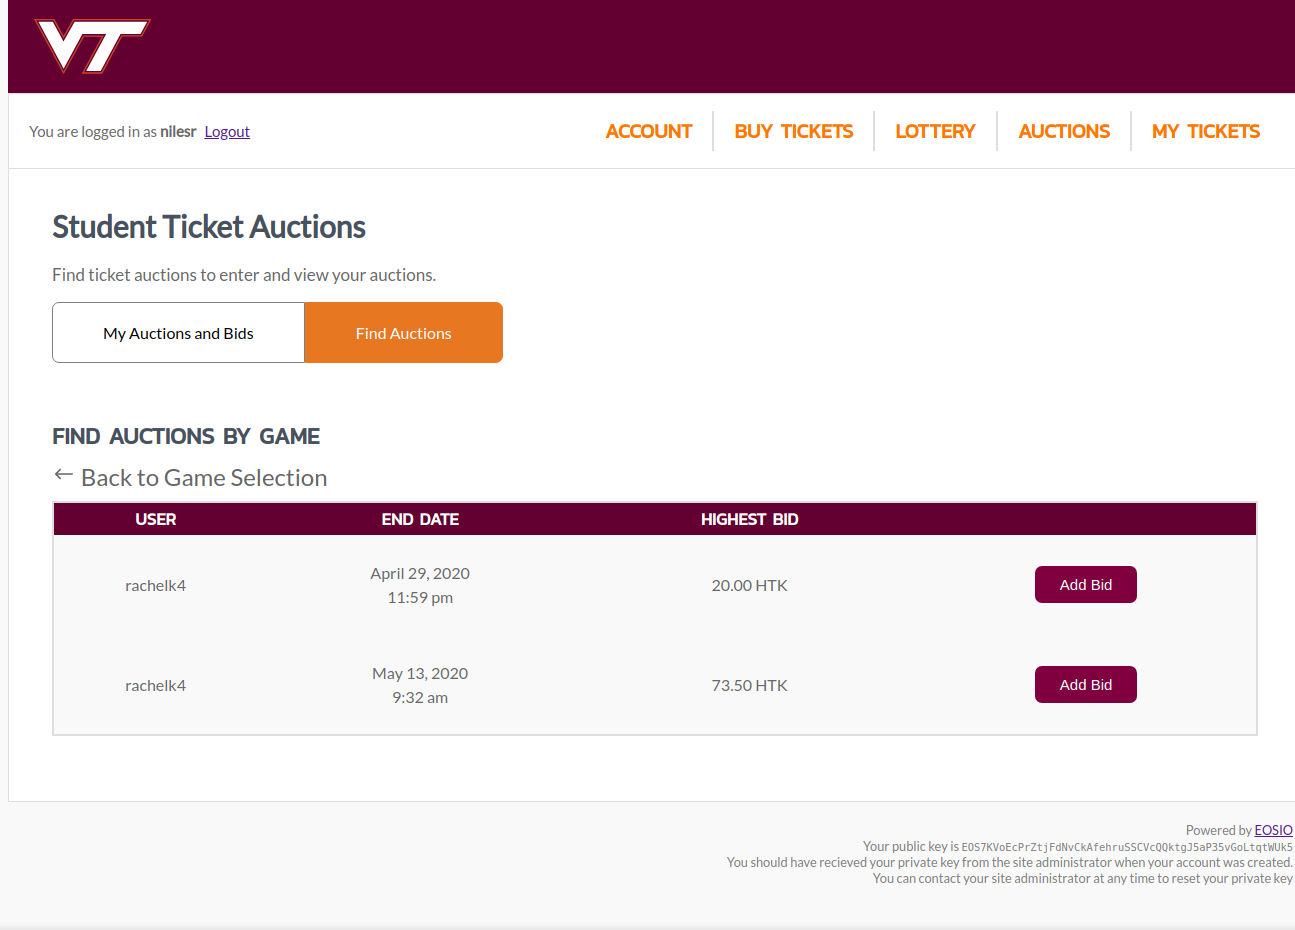 VT
You are logged in as nilesr Logout
ACCOUNT BUY TICKETS LOTTERY AUCTIONS MY TICKETS
Student Ticket Auctions
Find ticket auctions to enter and view your auctions.
My Auctions and Bids Find Auctions
FIND AUCTIONS BY GAME
← Back to Game Selection
USER END DATE HIGHEST BID
rachelk4 April 29, 2020 20.00 HTK Add Bid
11:59 pm
rachelk4 May 13, 2020 73.50 HTK Add Bid
9:32 am
Powered by EOSIO
Your public key is EOS7KVoEcPrZtjFdNvCkAfehruSSCVcQQktgJ5aP35vGoLtqtWUk5
You should have recieved your private key from the site administrator when your account was created.
You can contact your site administrator at any time to reset your private key